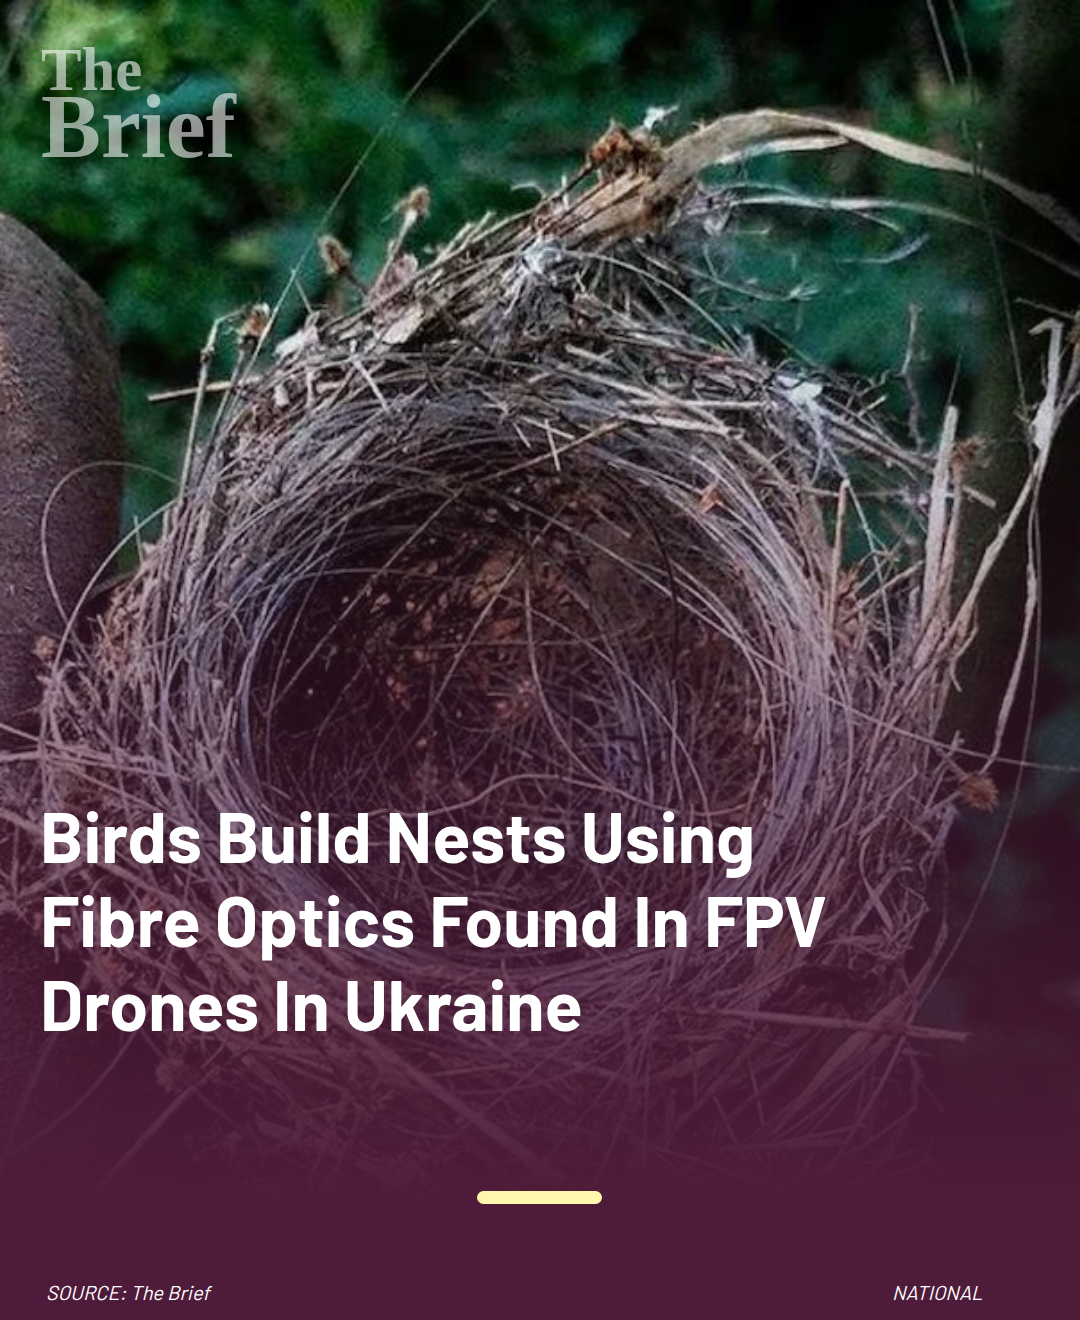 The
Brief
Birds Build Nests Using
Fibre Optics Found In FPV
Drones In Ukraine
SOURCE: The Brief
NATIONAL